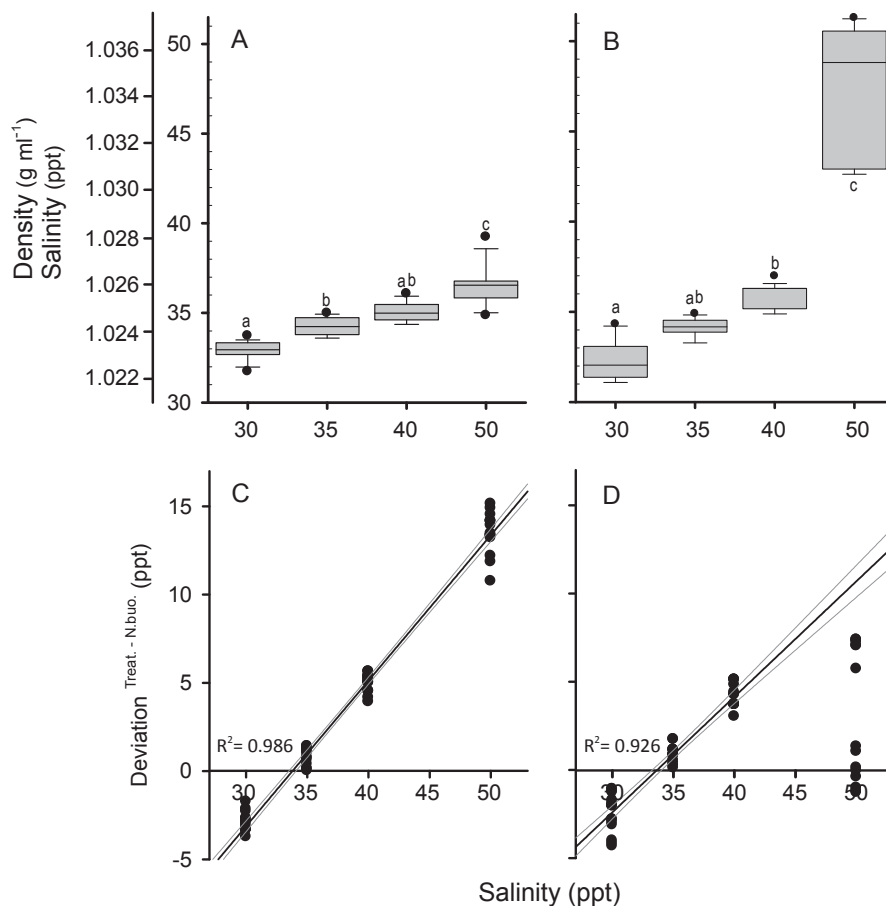 A
B
Density (g ml⁻¹)
Salinity (ppt)
1.036
1.034
1.032
1.030
1.028
1.026
1.024
1.022
50
45
40
35
30
a
b
ab
c
a
ab
b
c
30 35 40 50
30 35 40 50
C
D
Deviation Treat. - N.buo. (ppt)
15
10
5
0
-5
R²= 0.986
R²= 0.926
30 35 40 45 50
30 35 40 45 50
Salinity (ppt)